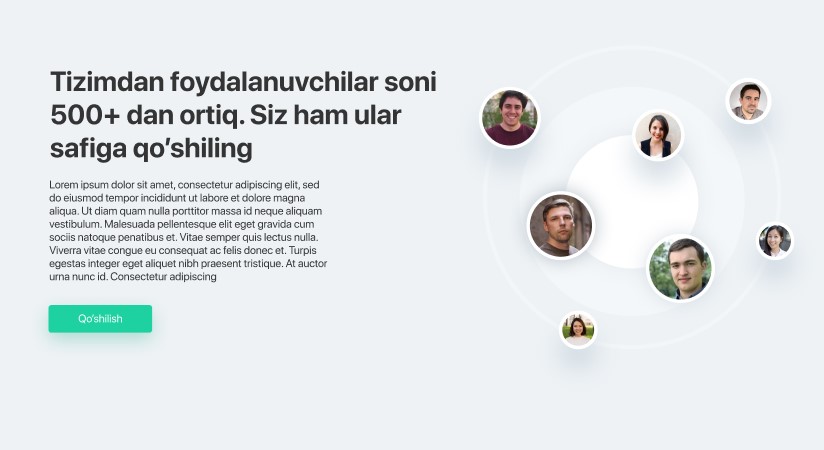 Tizimdan foydalanuvchilar soni
500+ dan ortiq. Siz ham ular
safiga qo’shiling
Lorem ipsum dolor sit amet, consectetur adipiscing elit, sed
do eiusmod tempor incididunt ut labore et dolore magna
aliqua. Ut diam quam nulla porttitor massa id neque aliquam
vestibulum. Malesuada pellentesque elit eget gravida cum
sociis natoque penatibus et. Vitae semper quis lectus nulla.
Viverra vitae congue eu consequat ac felis donec et. Turpis
egestas integer eget aliquet nibh praesent tristique. At auctor
urna nunc id. Consectetur adipiscing
Qo’shilish